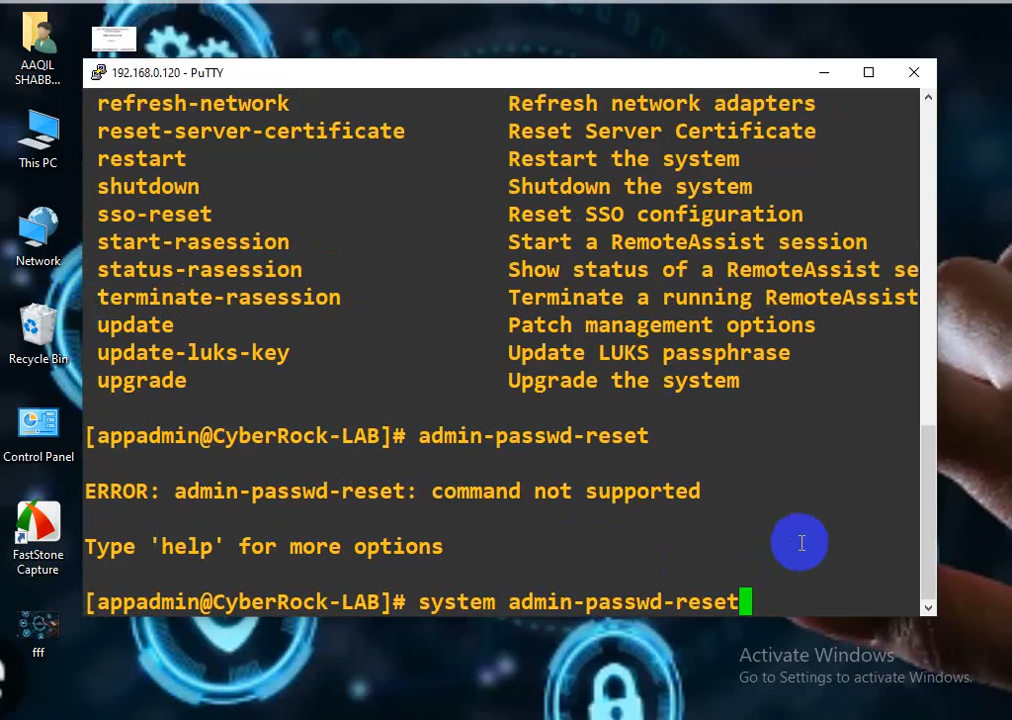 AAQIL
SHABB...
This PC
Network
Recycle Bin
Control Panel
FastStone
Capture
fff
192.168.0.120 - PuTTY
refresh-network Refresh network adapters
reset-server-certificate Reset Server Certificate
restart Restart the system
shutdown Shutdown the system
sso-reset Reset SSO configuration
start-rasession Start a RemoteAssist session
status-rasession Show status of a RemoteAssist se
terminate-rasession Terminate a running RemoteAssist
update Patch management options
update-luks-key Update LUKS passphrase
upgrade Upgrade the system
[appadmin@CyberRock-LAB]# admin-passwd-reset
ERROR: admin-passwd-reset: command not supported
Type 'help' for more options
[appadmin@CyberRock-LAB]# system admin-passwd-reset
Activate Windows
Go to Settings to activate Windows.